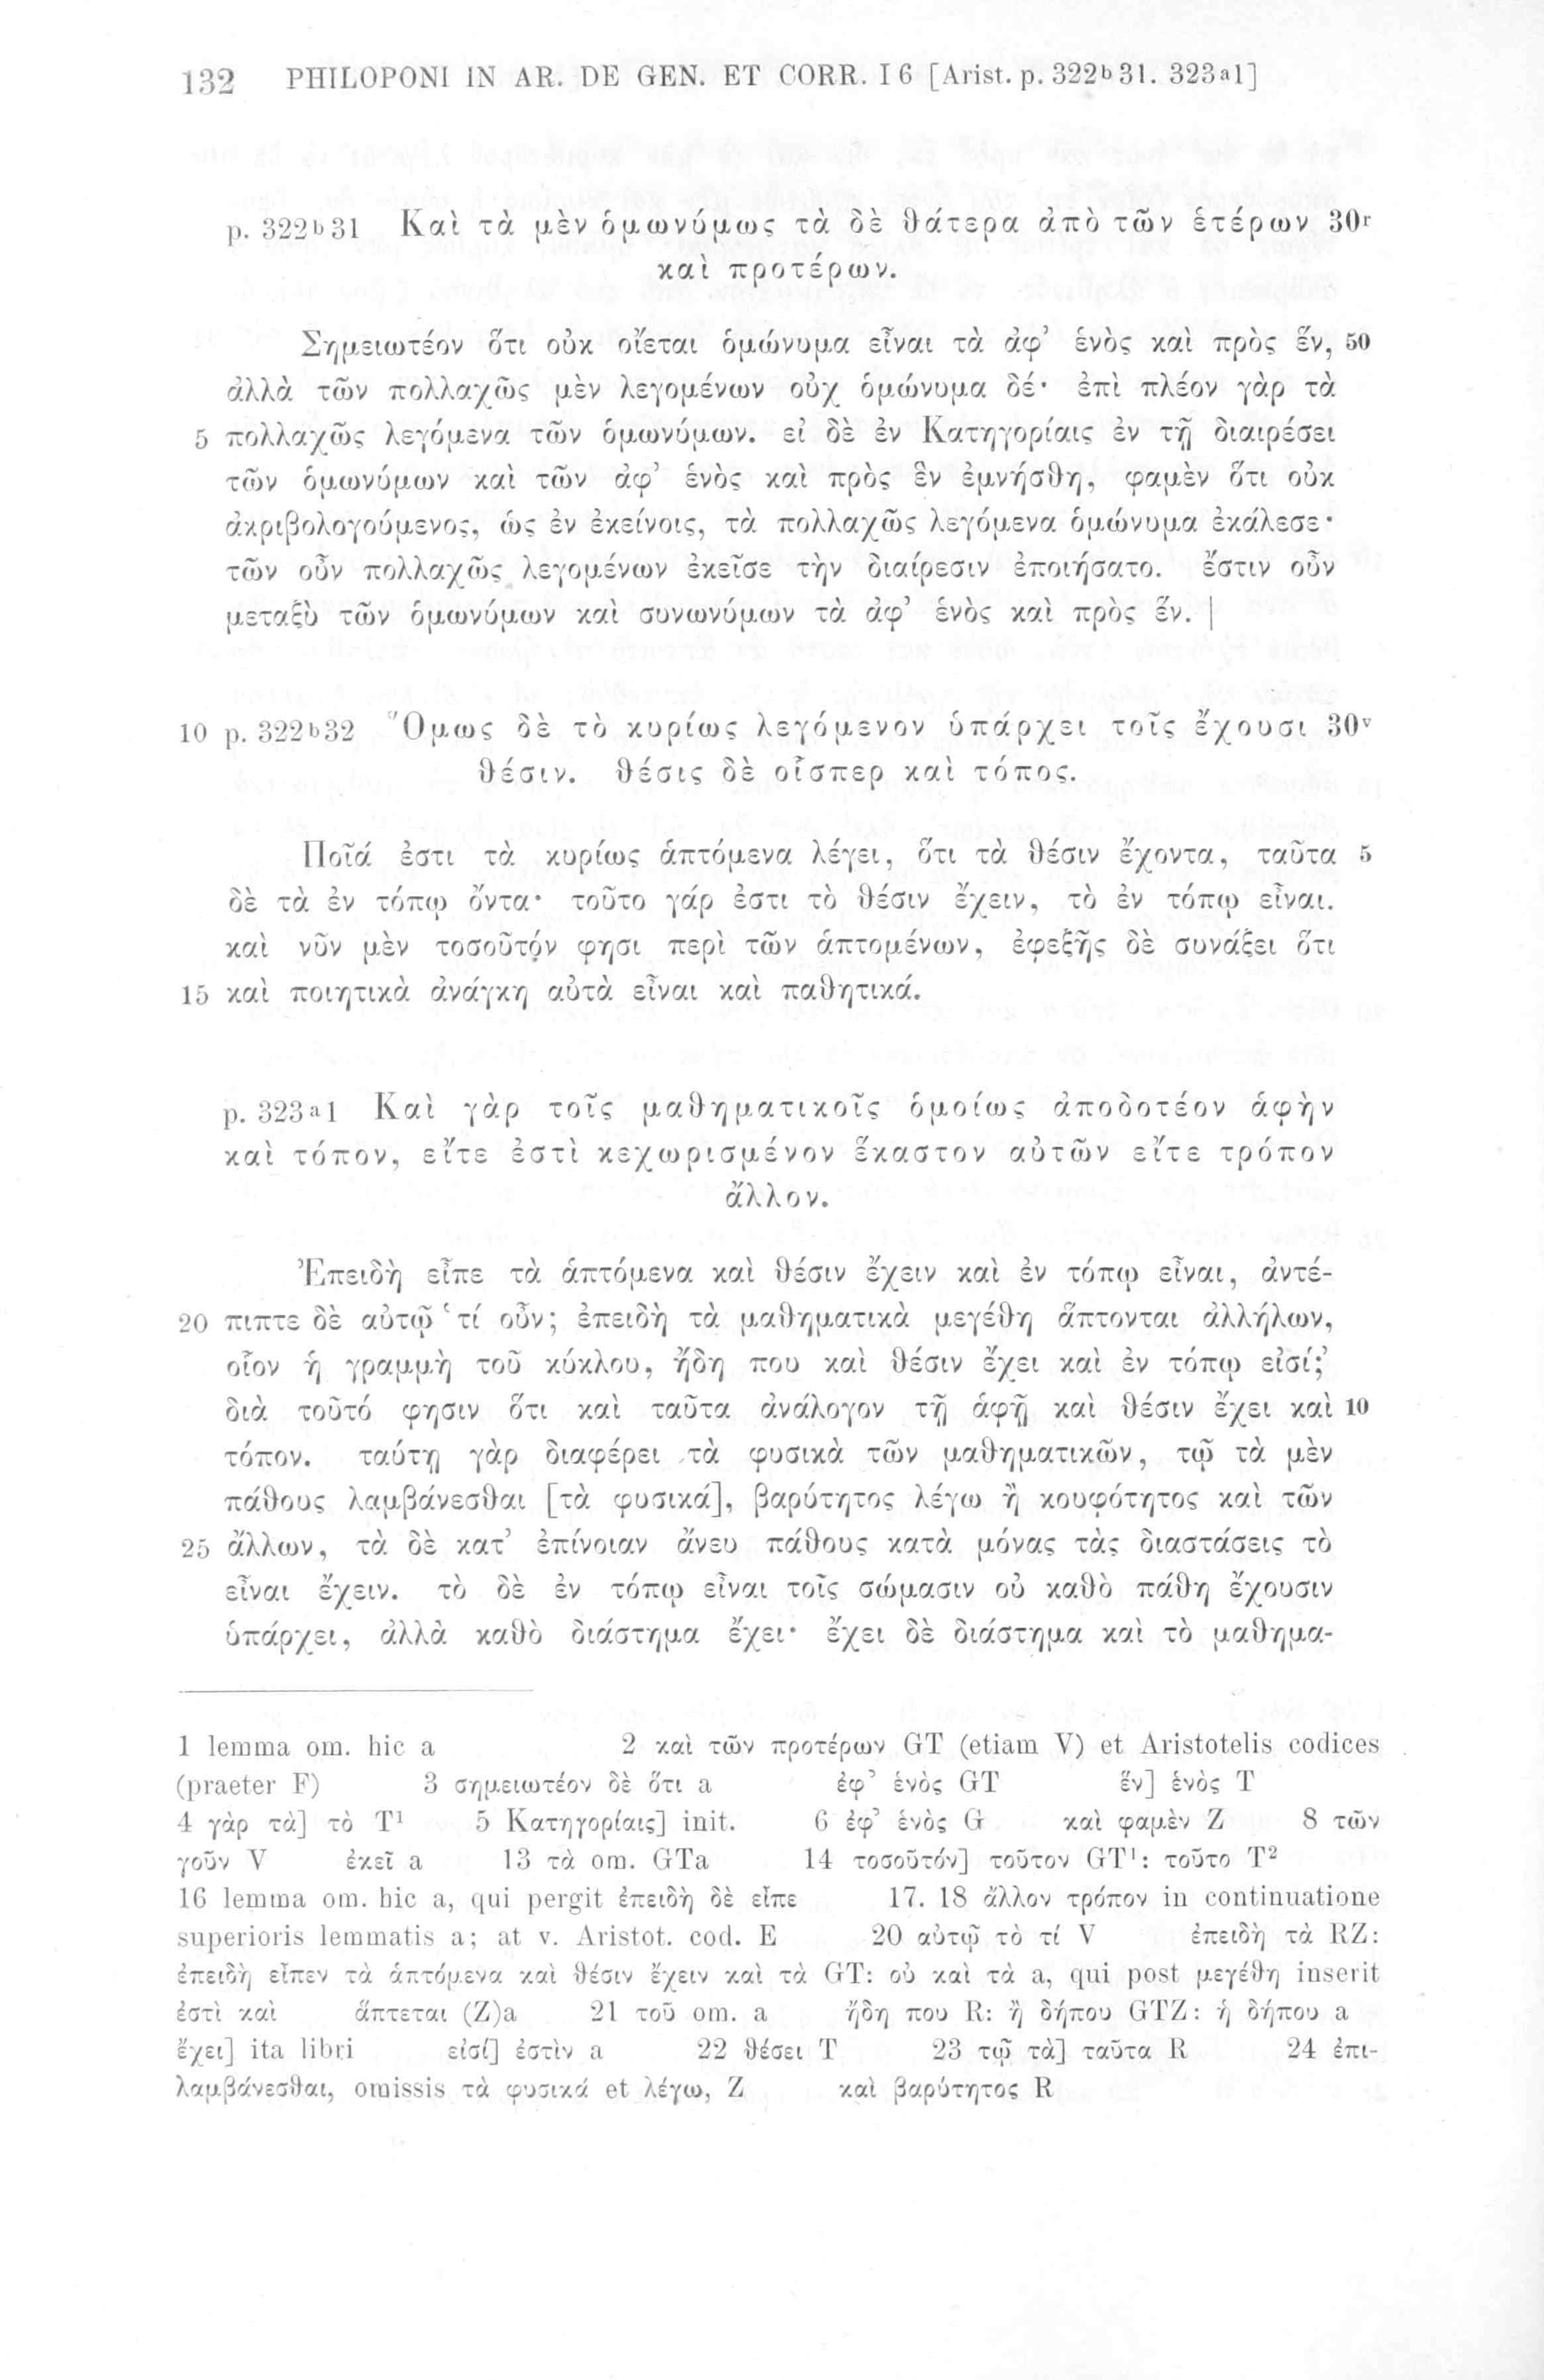 132 PHILOPONI IN AR. DE GEN. ET CORR. I 6 [Arist. p. 322ᵇ31. 323ᵃ1]
p. 322ᵇ31 Καὶ τὰ μὲν ὁμωνύμως τὰ δὲ θάτερα ἀπὸ τῶν ἑτέρων 30ʳ
καὶ προτέρων.
Σημειωτέον ὅτι οὐκ οἴεται ὁμώνυμα εἶναι τὰ ἀφ’ ἑνὸς καὶ πρὸς ἕν, 50
ἀλλὰ τῶν πολλαχῶς μὲν λεγομένων οὐχ ὁμώνυμα δέ· ἐπὶ πλέον γὰρ τὰ
5 πολλαχῶς λεγόμενα τῶν ὁμωνύμων. εἰ δὲ ἐν Κατηγορίαις ἐν τῇ διαιρέσει
τῶν ὁμωνύμων καὶ τῶν ἀφ’ ἑνὸς καὶ πρὸς ἓν ἐμνήσθη, φαμὲν ὅτι οὐκ
ἀκριβολογούμενος, ὡς ἐν ἐκείνοις, τὰ πολλαχῶς λεγόμενα ὁμώνυμα ἐκάλεσε·
τῶν οὖν πολλαχῶς λεγομένων ἐκεῖσε τὴν διαίρεσιν ἐποιήσατο. ἔστιν οὖν
μεταξὺ τῶν ὁμωνύμων καὶ συνωνύμων τὰ ἀφ’ ἑνὸς καὶ πρὸς ἕν. |
10 p. 322ᵇ32 Ὅμως δὲ τὸ κυρίως λεγόμενον ὑπάρχει τοῖς ἔχουσι 30ᵛ
θέσιν. θέσις δὲ οἷσπερ καὶ τόπος.
Ποῖά ἐστι τὰ κυρίως ἁπτόμενα λέγει, ὅτι τὰ θέσιν ἔχοντα, ταῦτα 5
δὲ τὰ ἐν τόπῳ ὄντα· τοῦτο γάρ ἐστι τὸ θέσιν ἔχειν, τὸ ἐν τόπῳ εἶναι.
καὶ νῦν μὲν τοσοῦτόν φησι περὶ τῶν ἁπτομένων, ἐφεξῆς δὲ συνάξει ὅτι
15 καὶ ποιητικὰ ἀνάγκη αὐτὰ εἶναι καὶ παθητικά.
p. 323ᵃ1 Καὶ γὰρ τοῖς μαθηματικοῖς ὁμοίως ἀποδοτέον ἁφὴν
καὶ τόπον, εἴτε ἐστὶ κεχωρισμένον ἕκαστον αὐτῶν εἴτε τρόπον
ἄλλον.
Ἐπειδὴ εἶπε τὰ ἁπτόμενα καὶ θέσιν ἔχειν καὶ ἐν τόπῳ εἶναι, ἀντέ-
20 πιπτε δὲ αὐτῷ ‘τί οὖν; ἐπειδὴ τὰ μαθηματικὰ μεγέθη ἅπτονται ἀλλήλων,
οἷον ἡ γραμμὴ τοῦ κύκλου, ἤδη που καὶ θέσιν ἔχει καὶ ἐν τόπῳ εἰσί;’
διὰ τοῦτό φησιν ὅτι καὶ ταῦτα ἀνάλογον τῇ ἁφῇ καὶ θέσιν ἔχει καὶ 10
τόπον. ταύτῃ γὰρ διαφέρει τὰ φυσικὰ τῶν μαθηματικῶν, τῷ τὰ μὲν
πάθους λαμβάνεσθαι [τὰ φυσικά], βαρύτητος λέγω ἢ κουφότητος καὶ τῶν
25 ἄλλων, τὰ δὲ κατ’ ἐπίνοιαν ἄνευ πάθους κατὰ μόνας τὰς διαστάσεις τὸ
εἶναι ἔχειν. τὸ δὲ ἐν τόπῳ εἶναι τοῖς σώμασιν οὐ καθὸ πάθη ἔχουσιν
ὑπάρχει, ἀλλὰ καθὸ διάστημα ἔχει· ἔχει δὲ διάστημα καὶ τὸ μαθημα-
1 lemma om. hic a 2 καὶ τῶν προτέρων GT (etiam V) et Aristotelis codices
(praeter F) 3 σημειωτέον δὲ ὅτι a ἐφ’ ἑνὸς GT ἕν] ἑνὸς T
4 γὰρ τὰ] τὸ T¹ 5 Κατηγορίαις] init. 6 ἐφ’ ἑνὸς G καὶ φαμὲν Z 8 τῶν
γοῦν V ἐκεῖ a 13 τὰ om. GTa 14 τοσοῦτόν] τοῦτον GT¹: τοῦτο T²
16 lemma om. hic a, qui pergit ἐπειδὴ δὲ εἶπε 17. 18 ἄλλον τρόπον in continuatione
superioris lemmatis a; at v. Aristot. cod. E 20 αὐτῷ τὸ τί V ἐπειδὴ τὰ RZ:
ἐπειδὴ εἶπεν τὰ ἁπτόμενα καὶ θέσιν ἔχειν καὶ τὰ GT: οὐ καὶ τὰ a, qui post μεγέθη inserit
ἐστὶ καὶ ἅπτεται (Z)a 21 τοῦ om. a ἤδη που R: ἢ δήπου GTZ: ἡ δήπου a
ἔχει] ita libri εἰσί] ἐστὶν a 22 θέσει T 23 τῷ τὰ] ταῦτα R 24 ἐπι-
λαμβάνεσθαι, omissis τὰ φυσικά et λέγω, Z καὶ βαρύτητος R